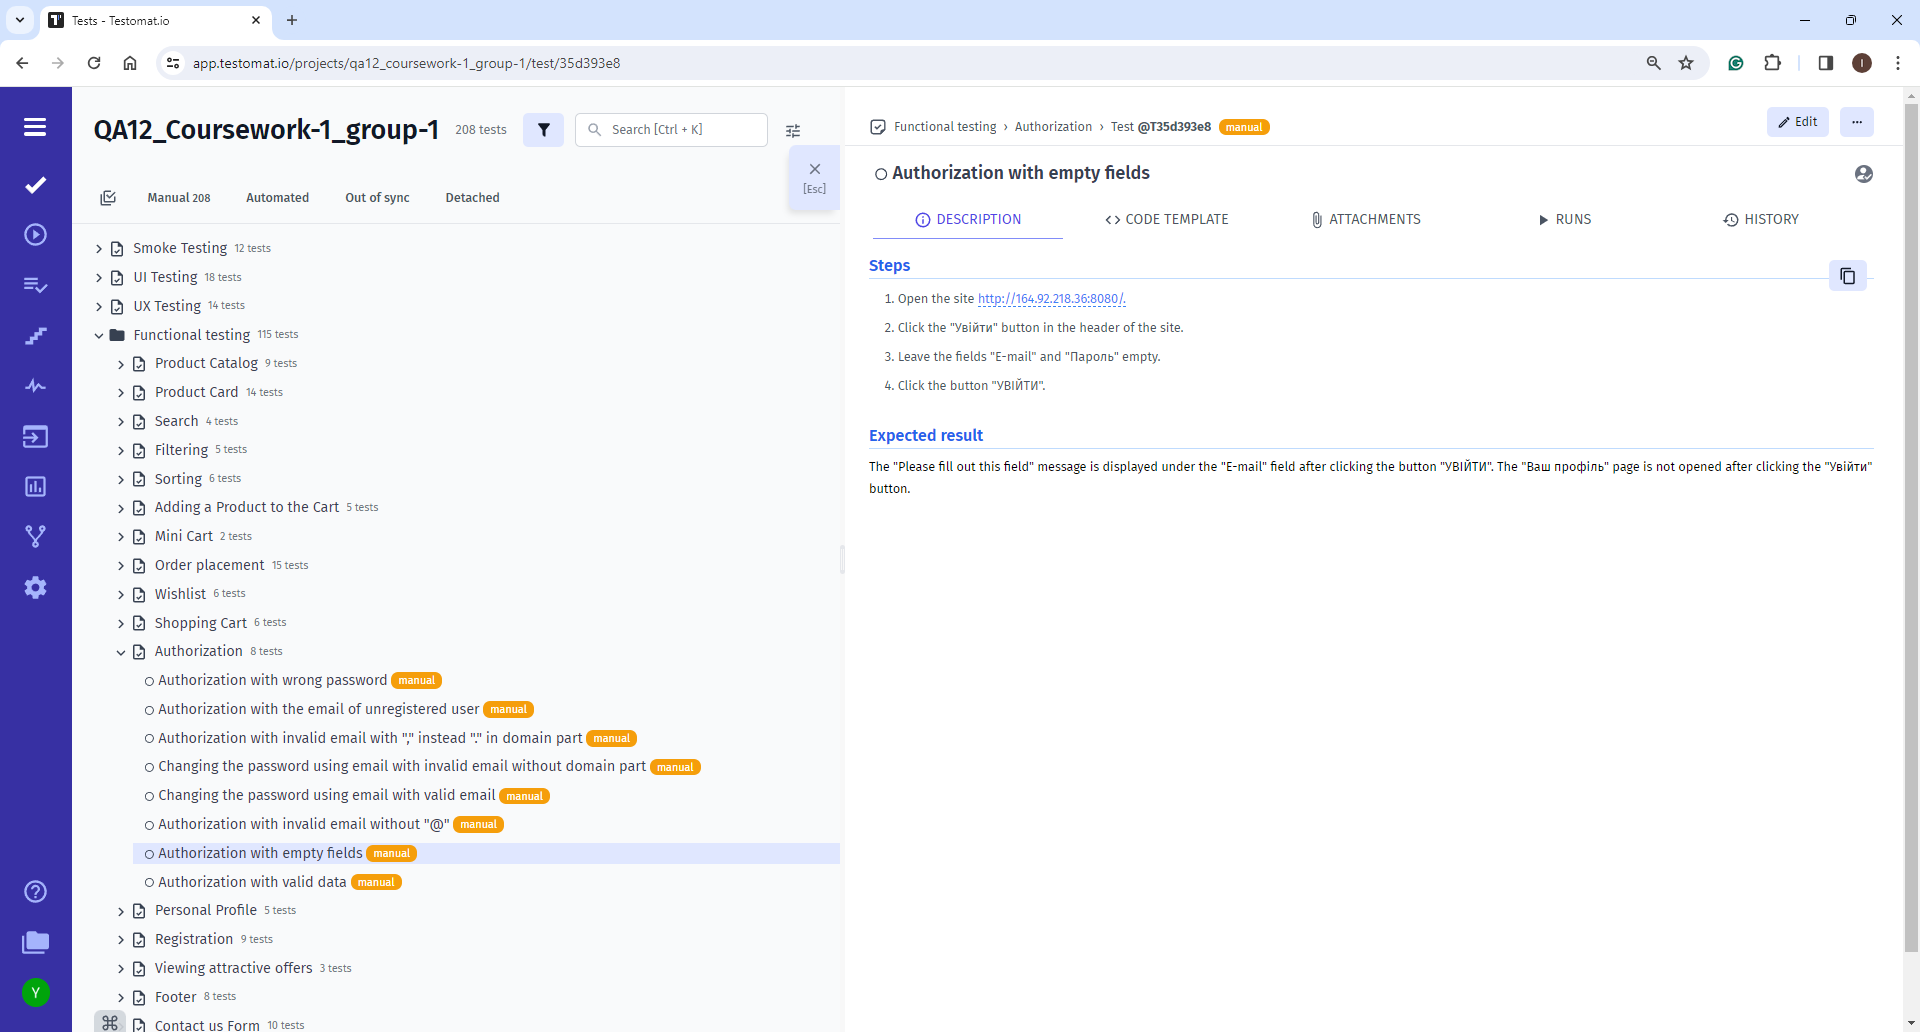 Tests - Testomat.io
app.testomat.io/projects/qa12_coursework-1_group-1/test/35d393e8
I
QA12_Coursework-1_group-1 208 tests
Search [Ctrl + K]
[Esc]
Manual 208 Automated Out of sync Detached
Smoke Testing 12 tests
UI Testing 18 tests
UX Testing 14 tests
Functional testing 115 tests
Product Catalog 9 tests
Product Card 14 tests
Search 4 tests
Filtering 5 tests
Sorting 6 tests
Adding a Product to the Cart 5 tests
Mini Cart 2 tests
Order placement 15 tests
Wishlist 6 tests
Shopping Cart 6 tests
Authorization 8 tests
Authorization with wrong password manual
Authorization with the email of unregistered user manual
Authorization with invalid email with "," instead "." in domain part manual
Changing the password using email with invalid email without domain part manual
Changing the password using email with valid email manual
Authorization with invalid email without "@" manual
Authorization with empty fields manual
Authorization with valid data manual
Personal Profile 5 tests
Registration 9 tests
Viewing attractive offers 3 tests
Footer 8 tests
Contact us Form 10 tests
Y
Functional testing › Authorization › Test @T35d393e8 manual
Edit
Authorization with empty fields
DESCRIPTION CODE TEMPLATE ATTACHMENTS RUNS HISTORY
Steps
1. Open the site http://164.92.218.36:8080/.
2. Click the "Увійти" button in the header of the site.
3. Leave the fields "E-mail" and "Пароль" empty.
4. Click the button "УВІЙТИ".
Expected result
The "Please fill out this field" message is displayed under the "E-mail" field after clicking the button "УВІЙТИ". The "Ваш профіль" page is not opened after clicking the "Увійти"
button.